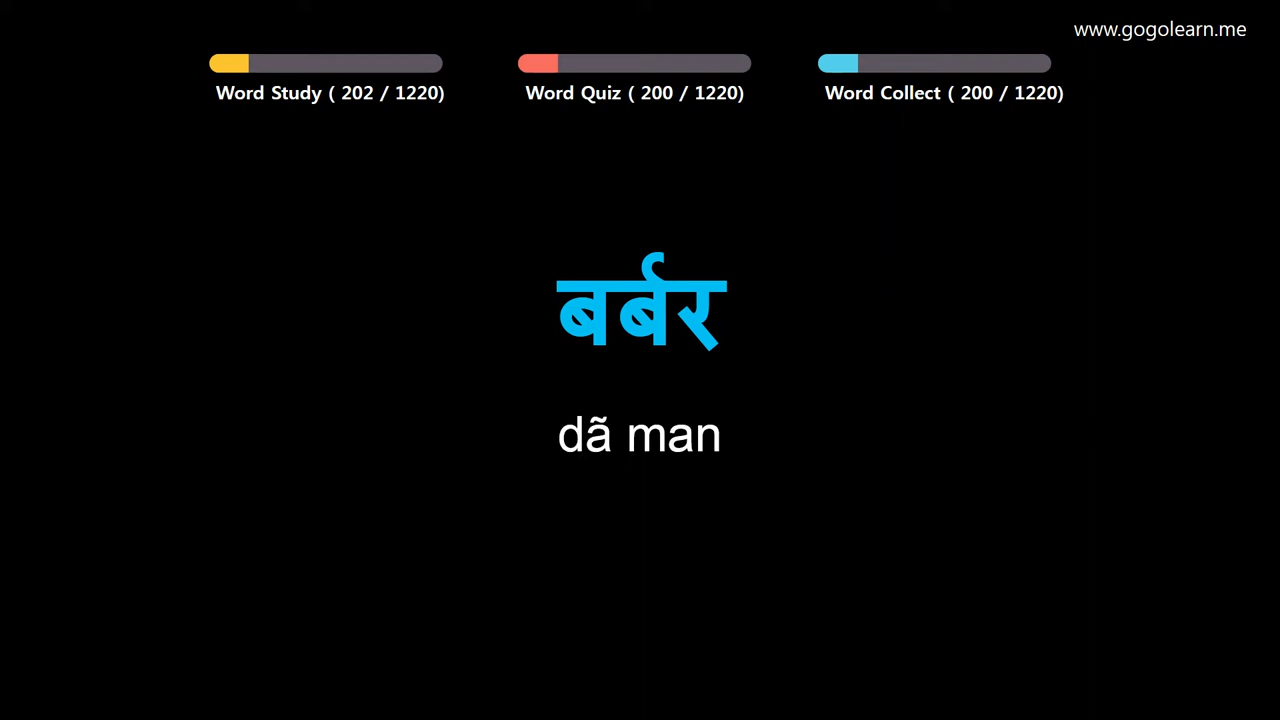 www.gogolearn.me
Word Study ( 202 / 1220)
Word Quiz ( 200 / 1220)
Word Collect ( 200 / 1220)
बर्बर
dã man